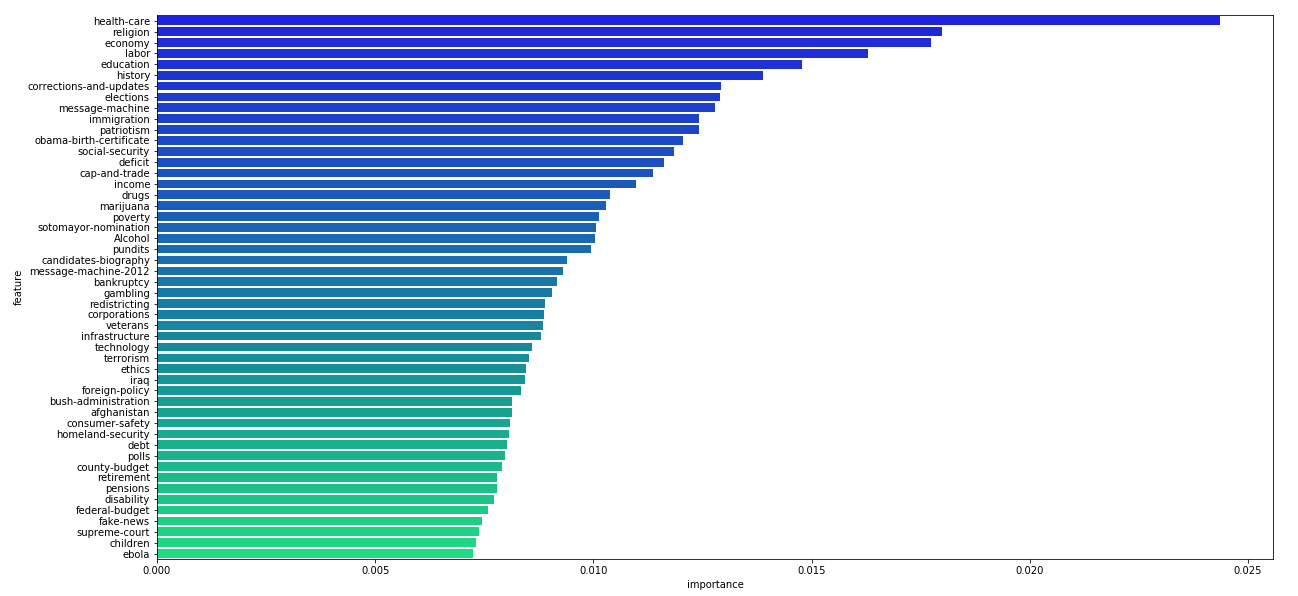 health-care
religion
economy
labor
education
history
corrections-and-updates
elections
message-machine
immigration
patriotism
obama-birth-certificate
social-security
deficit
cap-and-trade
income
drugs
marijuana
poverty
sotomayor-nomination
Alcohol
pundits
candidates-biography
message-machine-2012
bankruptcy
gambling
redistricting
corporations
veterans
infrastructure
technology
terrorism
ethics
iraq
foreign-policy
bush-administration
afghanistan
consumer-safety
homeland-security
debt
polls
county-budget
retirement
pensions
disability
federal-budget
fake-news
supreme-court
children
ebola
feature
0.000 0.005 0.010 0.015 0.020 0.025
importance